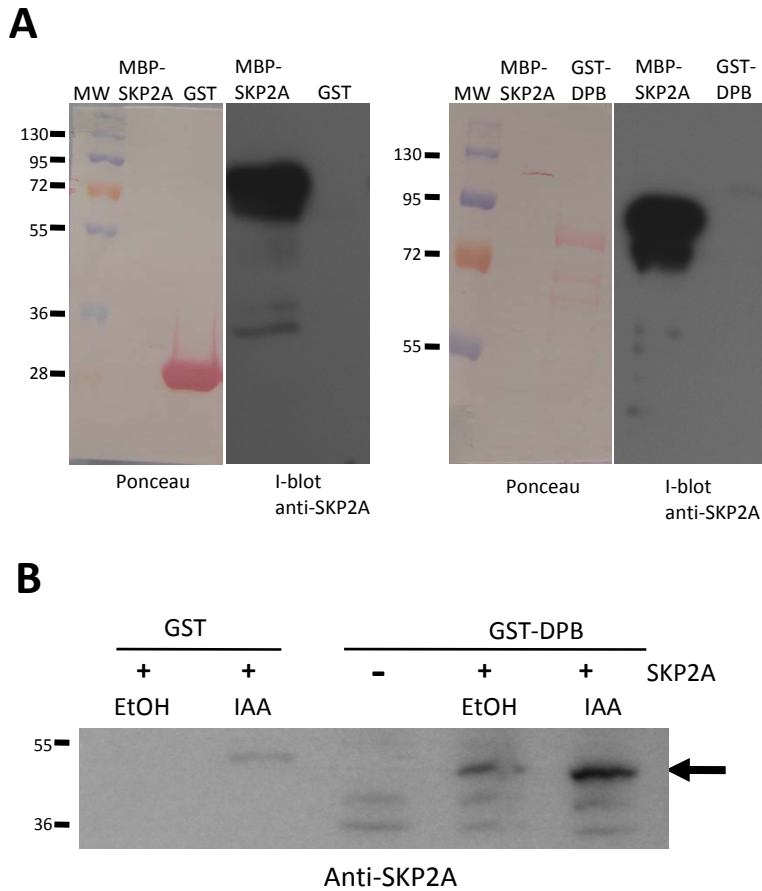 A
MBP- MBP- MBP- GST- MBP- GST-
MW SKP2A GST SKP2A GST MW SKP2A DPB SKP2A DPB
130
95
72
55
36
28
130
95
72
55
Ponceau I-blot
anti-SKP2A
Ponceau I-blot
anti-SKP2A
B
GST GST-DPB
+ + - + + SKP2A
EtOH IAA EtOH IAA
55
36
Anti-SKP2A